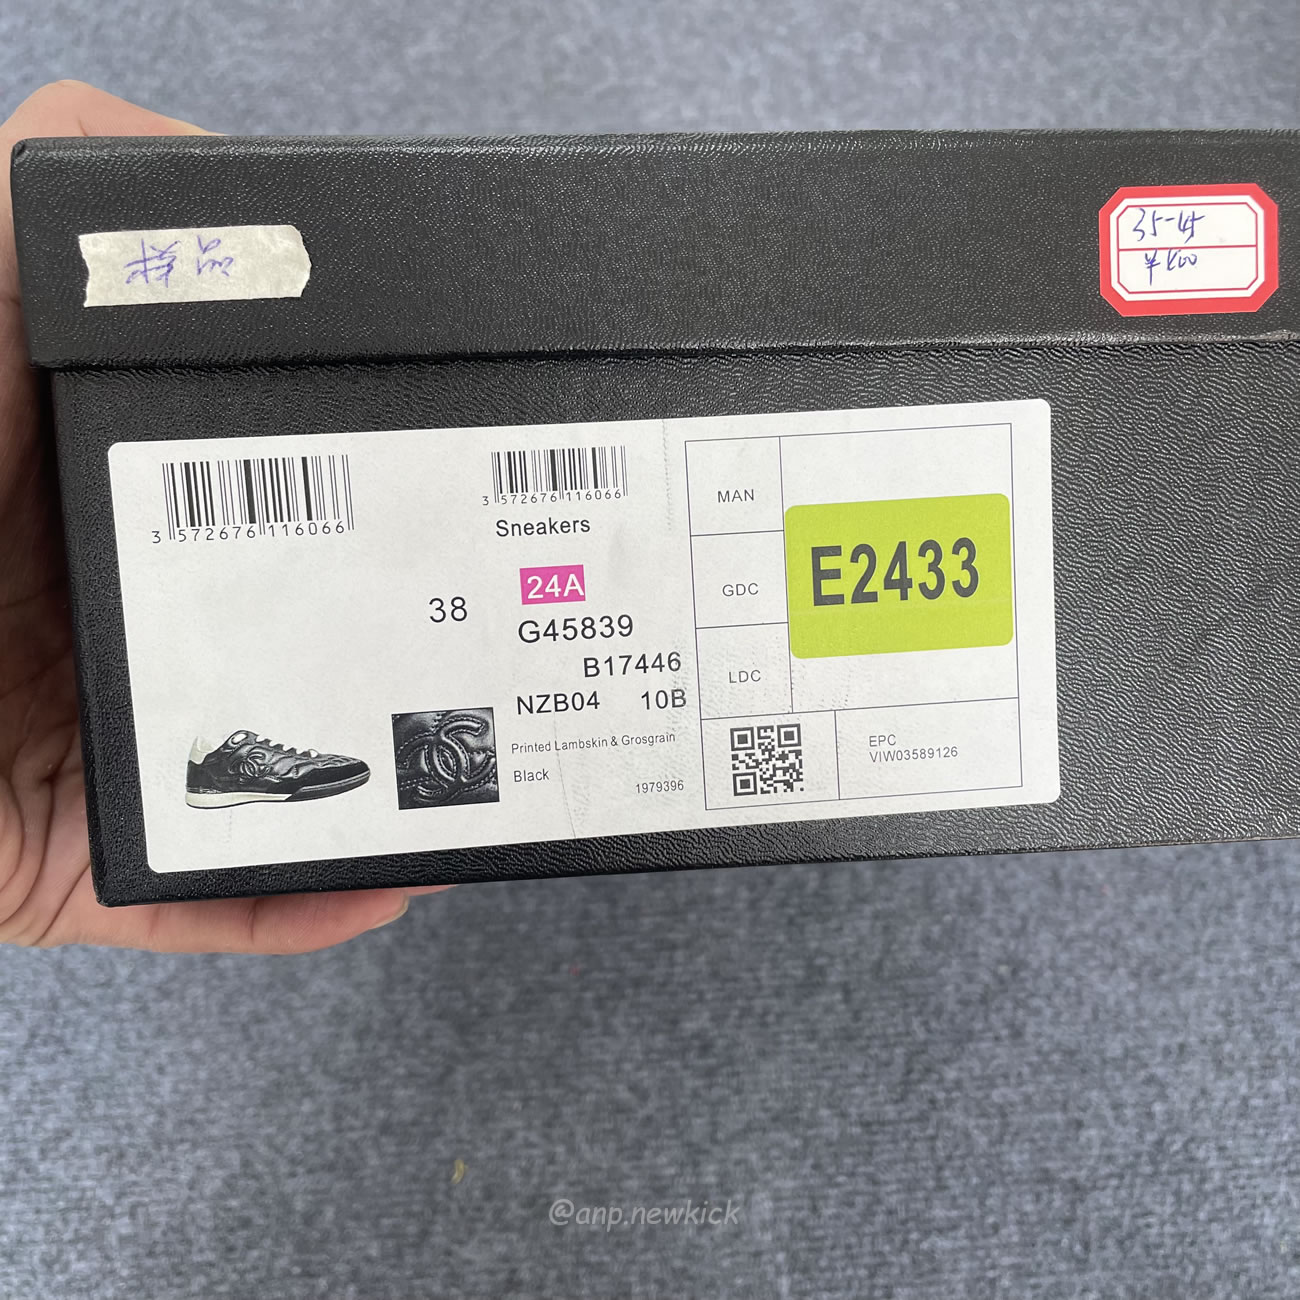 样品
35-45
3 572676 116066
3 572676 116066
Sneakers
24A
38
G45839
B17446
NZB04 10B
Printed Lambskin & Grosgrain
Black
1979396
MAN
GDC
LDC
E2433
EPC
VIW03589126
@anp.newkick